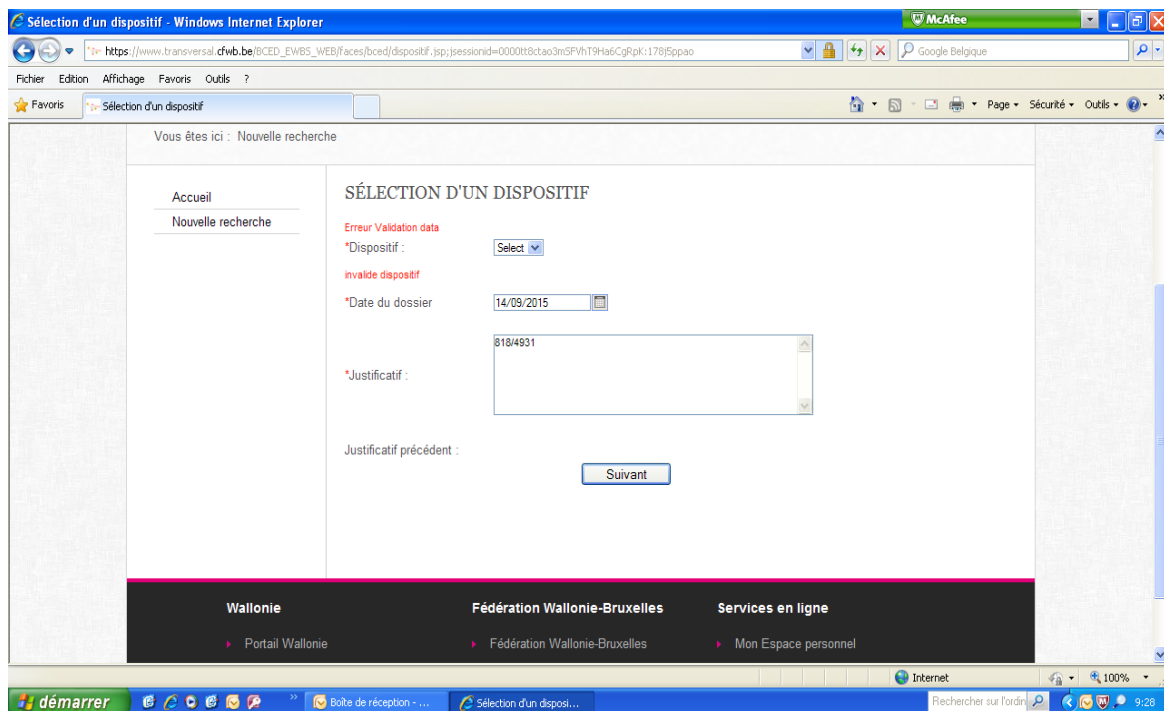 Sélection d'un dispositif - Windows Internet Explorer
McAfee
https://www.transversal.cfwb.be/BCED_EWBS_WEB/faces/bced/dispositif.jsp;jsessionid=0000tt8ctao3mSFVhT9Ha6CgRpK:178j5ppao
Google Belgique
Fichier Edition Affichage Favoris Outils ?
Favoris Sélection d'un dispositif Page Sécurité Outils »
Vous êtes ici : Nouvelle recherche
Accueil
Nouvelle recherche
SÉLECTION D'UN DISPOSITIF
Erreur Validation data
*Dispositif : Select
invalide dispositif
*Date du dossier 14/09/2015
818/4931
*Justificatif :
Justificatif précédent :
Suivant
Wallonie Fédération Wallonie-Bruxelles Services en ligne
Portail Wallonie Fédération Wallonie-Bruxelles Mon Espace personnel
Internet 100%
démarrer » Boîte de réception - ... Sélection d'un disposi... Rechercher sur l'ordin 9:28